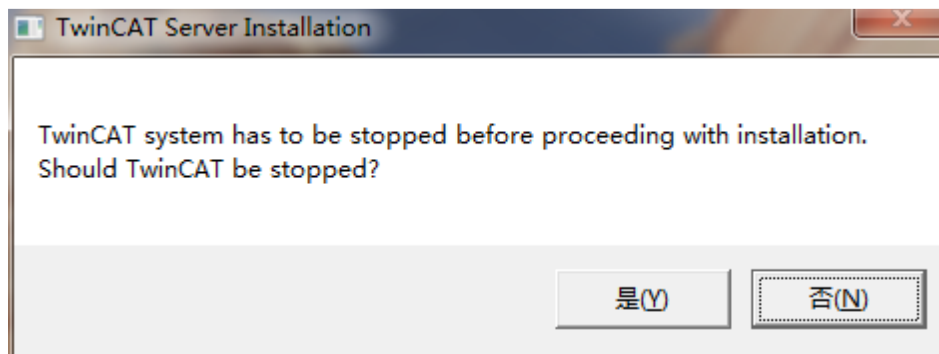 TwinCAT Server Installation
TwinCAT system has to be stopped before proceeding with installation.
Should TwinCAT be stopped?
是(Y)
否(N)